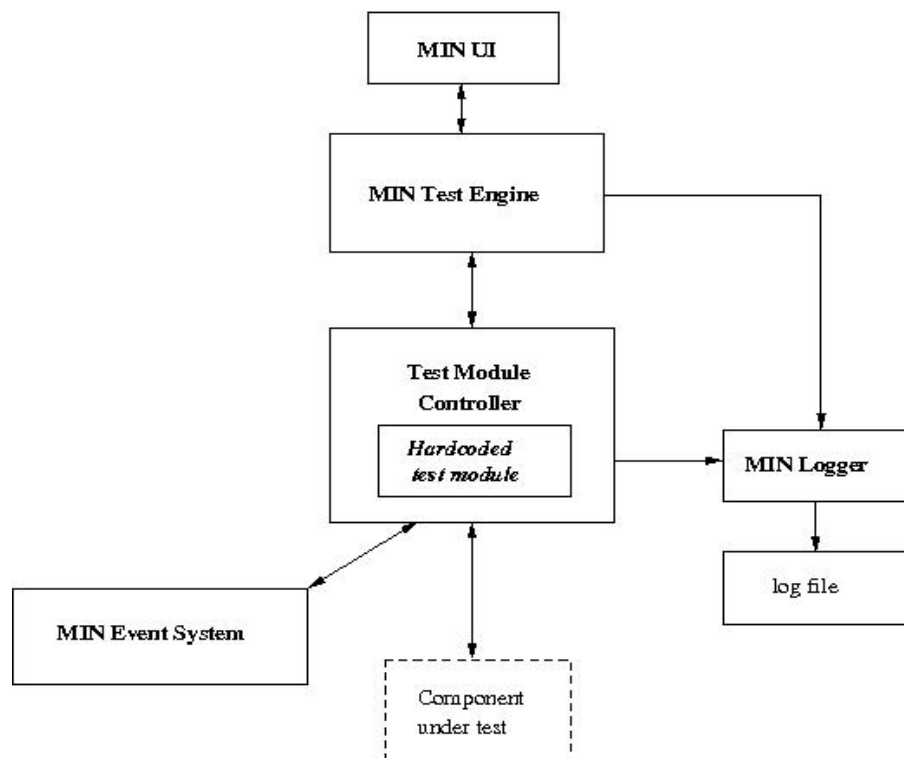 MIN UI
MIN Test Engine
Test Module
Controller
Hardcoded
test module
MIN Logger
log file
MIN Event System
Component
under test